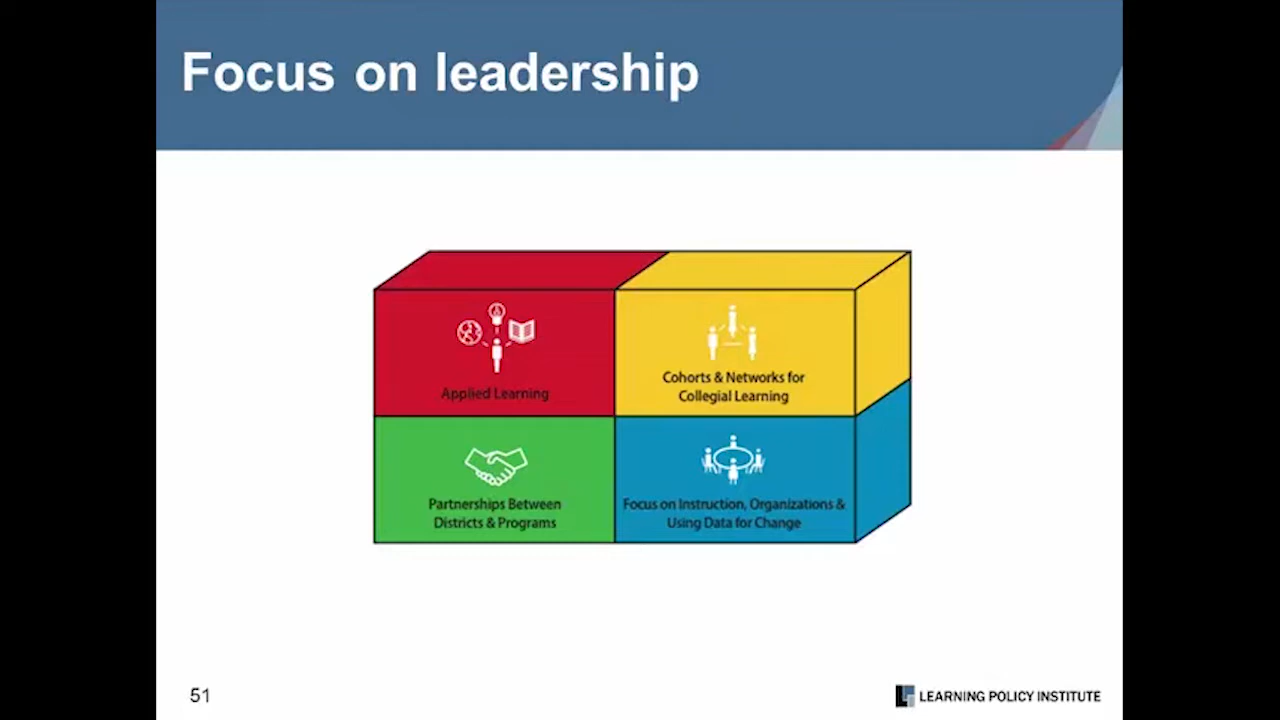 Focus on leadership
Applied Learning
Cohorts & Networks for
Collegial Learning
Partnerships Between
Districts & Programs
Focus on Instruction, Organizations &
Using Data for Change
51
LEARNING POLICY INSTITUTE